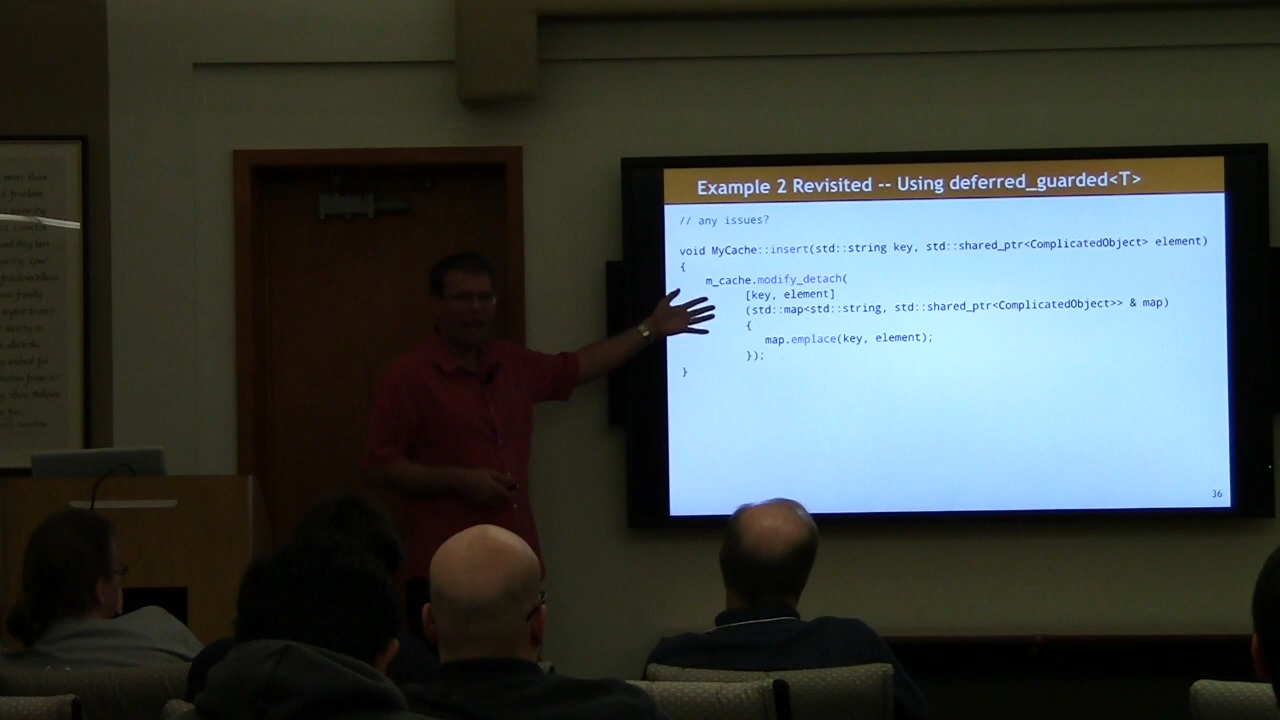 Example 2 Revisited -- Using deferred_guarded<T>
// any issues?
void MyCache::insert(std::string key, std::shared_ptr<ComplicatedObject> element)
{
m_cache.modify_detach(
[key, element]
(std::map<std::string, std::shared_ptr<ComplicatedObject>> & map)
{
map.emplace(key, element);
});
}
36